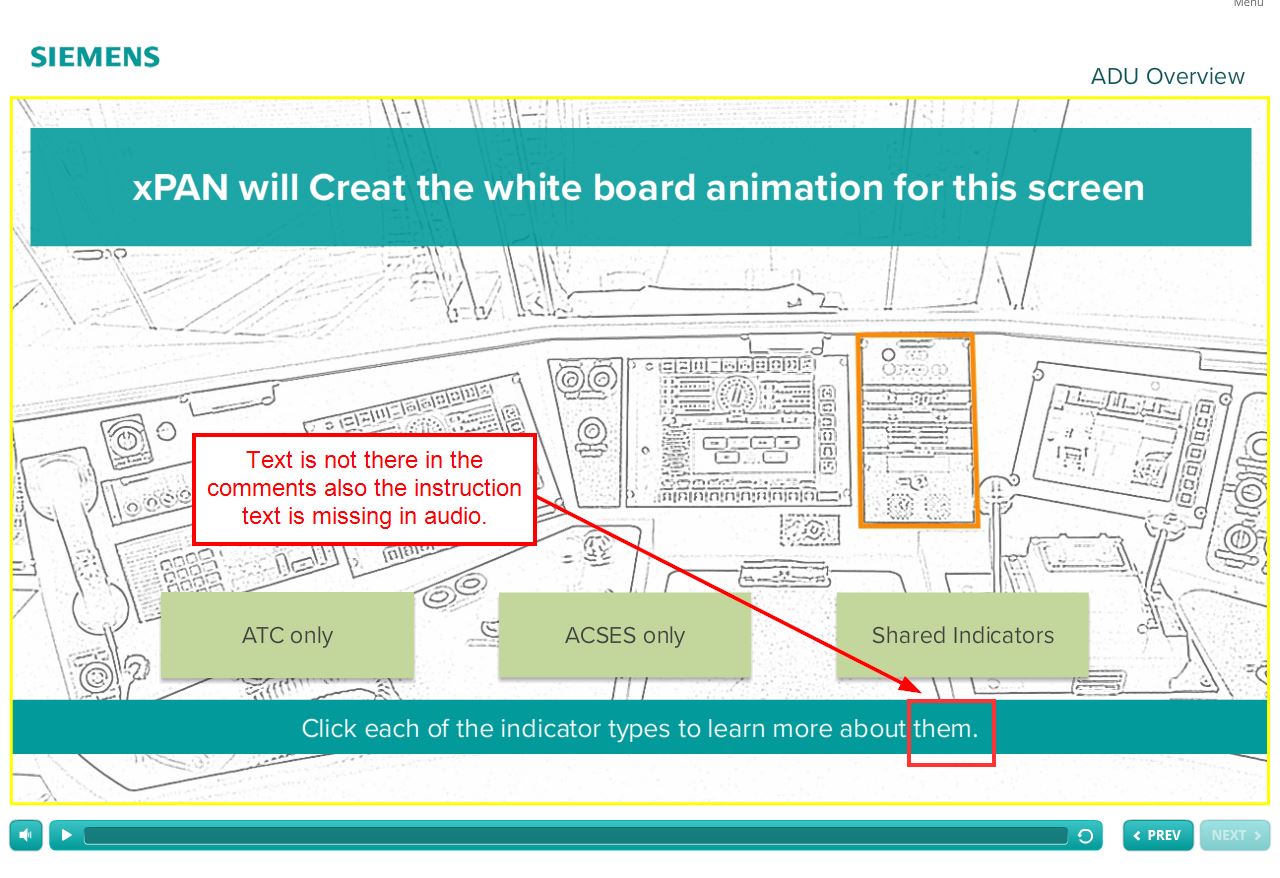 Menu
SIEMENS
ADU Overview
xPAN will Creat the white board animation for this screen
Text is not there in the
comments also the instruction
text is missing in audio.
ATC only
ACSES only
Shared Indicators
Click each of the indicator types to learn more about them.
PREV
NEXT